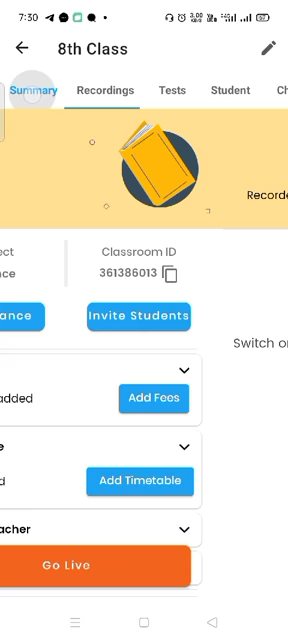 7:30
8th Class
Summary Recordings Tests Student Ch
Recorde
ect Classroom ID
nce 361386013
ance Invite Students
Switch or
added Add Fees
e
d Add Timetable
acher
Go Live